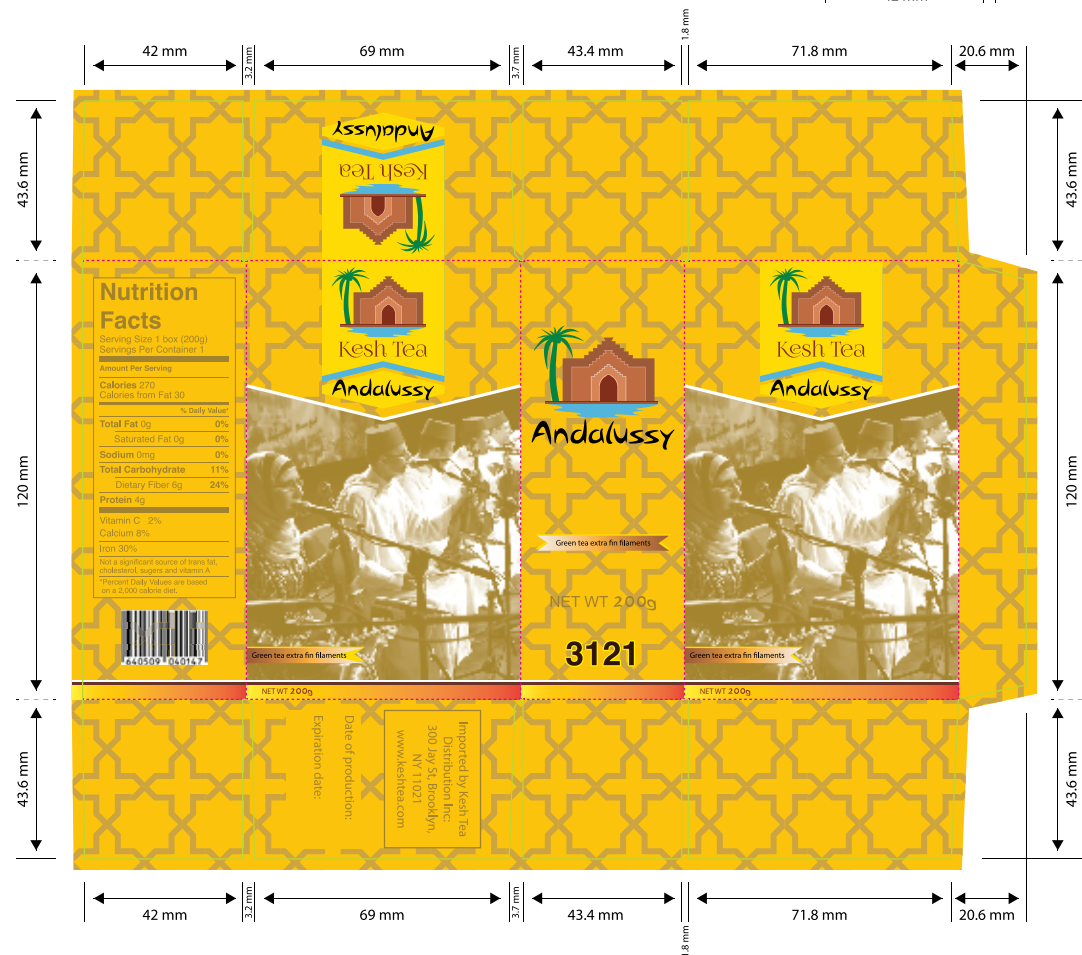 42 mm
3.2 mm
69 mm
3.7 mm
43.4 mm
1.8 mm
71.8 mm
20.6 mm
43.6 mm
43.6 mm
Andalussy
Kesh Tea
120 mm
120 mm
Nutrition
Facts
Serving Size 1 box (200g)
Servings Per Container 1
Amount Per Serving
Calories 270
Calories from Fat 30
% Daily Value*
Total Fat 0g 0%
Saturated Fat 0g 0%
Sodium 0mg 0%
Total Carbohydrate 11%
Dietary Fiber 6g 24%
Protein 4g
Vitamin C 2%
Calcium 8%
Iron 30%
Not a significant source of trans fat,
cholesterol, sugers and vitamin A
*Percent Daily Values are based
on a 2,000 calorie diet.
640509 040147
Kesh Tea
Andalussy
Green tea extra fin filaments
NET WT 200g
Andalussy
Green tea extra fin filaments
NET WT 200g
3121
Kesh Tea
Andalussy
Green tea extra fin filaments
NET WT 200g
43.6 mm
43.6 mm
Imported by Kesh Tea
Distribution Inc:
300 Jay St, Brooklyn,
NY 11021
www.keshtea.com
Date of production:
Expiration date:
42 mm
3.2 mm
69 mm
3.7 mm
43.4 mm
71.8 mm
20.6 mm